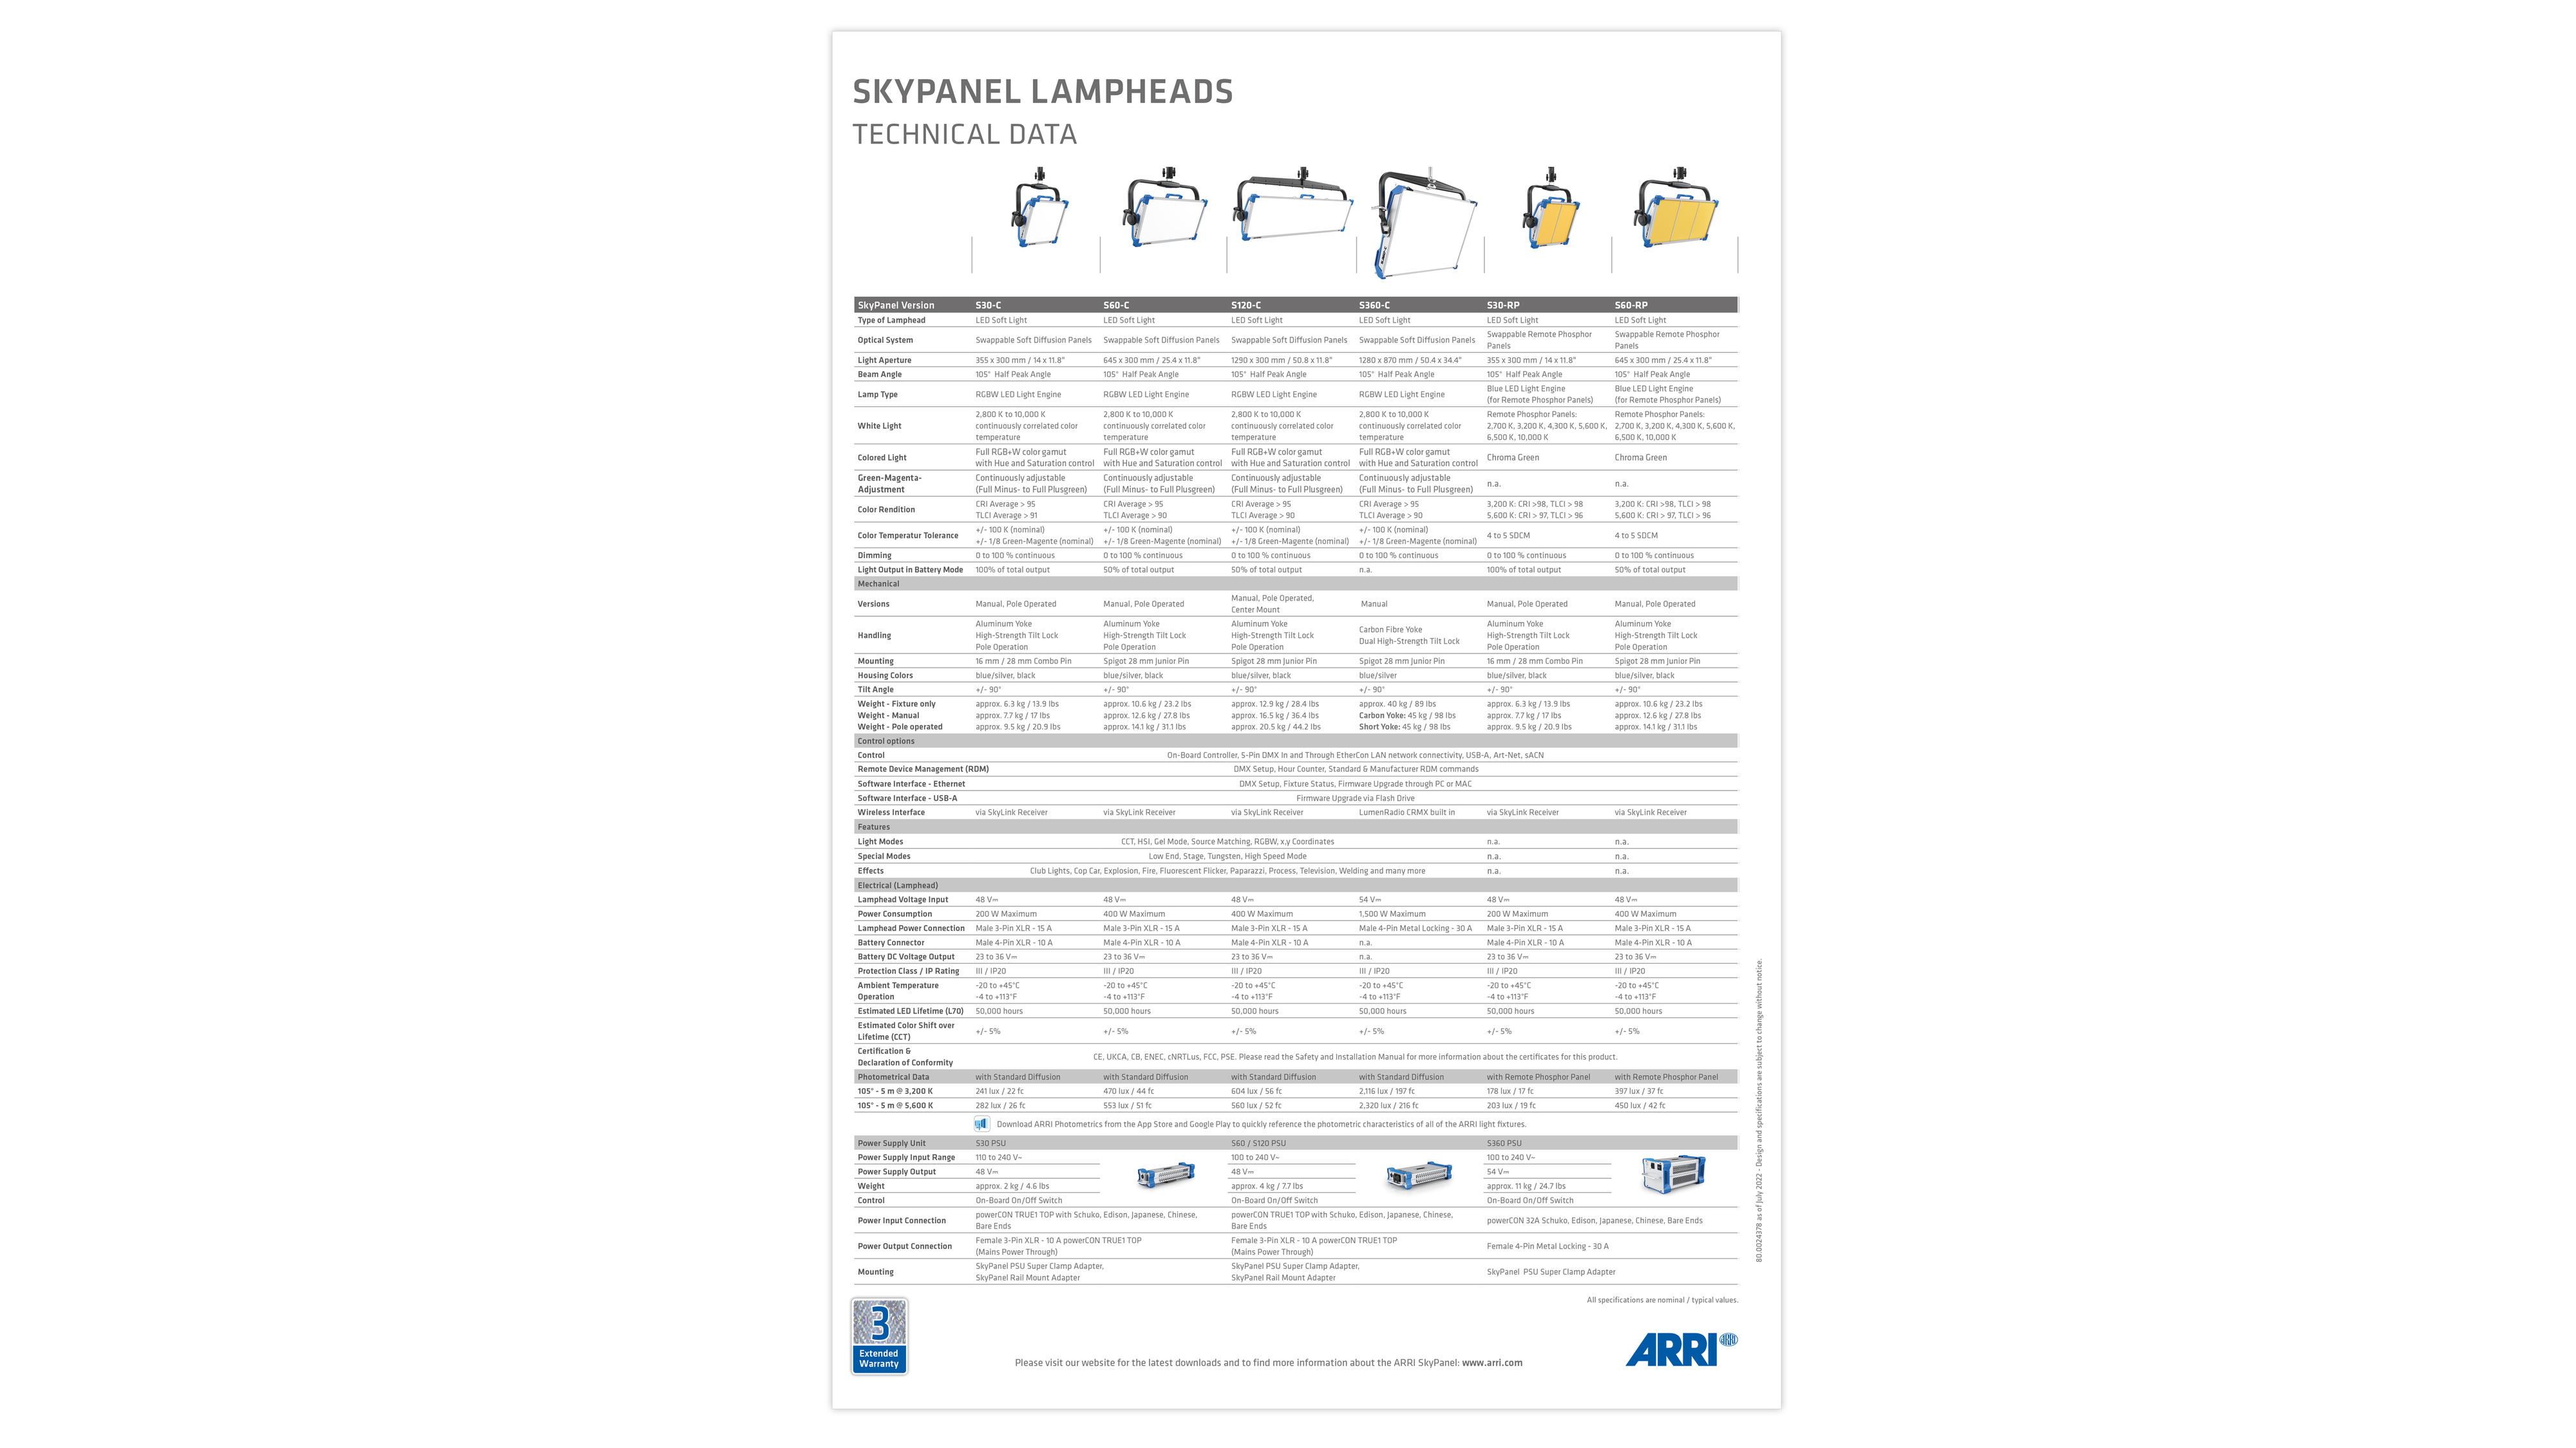 SKYPANEL LAMPHEADS
TECHNICAL DATA
SkyPanel Version S30-C S60-C S120-C S360-C S30-RP S60-RP
Type of Lamphead LED Soft Light LED Soft Light LED Soft Light LED Soft Light LED Soft Light LED Soft Light
Optical System Swappable Soft Diffusion Panels Swappable Soft Diffusion Panels Swappable Soft Diffusion Panels Swappable Soft Diffusion Panels Swappable Remote Phosphor Panels Swappable Remote Phosphor Panels
Light Aperture 355 x 300 mm / 14 x 11.8" 645 x 300 mm / 25.4 x 11.8" 1290 x 300 mm / 50.8 x 11.8" 1280 x 870 mm / 50.4 x 34.4" 355 x 300 mm / 14 x 11.8" 645 x 300 mm / 25.4 x 11.8"
Beam Angle 105° Half Peak Angle 105° Half Peak Angle 105° Half Peak Angle 105° Half Peak Angle 105° Half Peak Angle 105° Half Peak Angle
Lamp Type RGBW LED Light Engine RGBW LED Light Engine RGBW LED Light Engine RGBW LED Light Engine Blue LED Light Engine (for Remote Phosphor Panels) Blue LED Light Engine (for Remote Phosphor Panels)
White Light 2,800 K to 10,000 K continuously correlated color temperature 2,800 K to 10,000 K continuously correlated color temperature 2,800 K to 10,000 K continuously correlated color temperature 2,800 K to 10,000 K continuously correlated color temperature Remote Phosphor Panels: 2,700 K, 3,200 K, 4,300 K, 5,600 K, 6,500 K, 10,000 K Remote Phosphor Panels: 2,700 K, 3,200 K, 4,300 K, 5,600 K, 6,500 K, 10,000 K
Colored Light Full RGB+W color gamut with Hue and Saturation control Full RGB+W color gamut with Hue and Saturation control Full RGB+W color gamut with Hue and Saturation control Full RGB+W color gamut with Hue and Saturation control Chroma Green Chroma Green
Green-Magenta-Adjustment Continuously adjustable (Full Minus- to Full Plusgreen) Continuously adjustable (Full Minus- to Full Plusgreen) Continuously adjustable (Full Minus- to Full Plusgreen) Continuously adjustable (Full Minus- to Full Plusgreen) n.a. n.a.
Color Rendition CRI Average > 95 TLCI Average > 91 CRI Average > 95 TLCI Average > 90 CRI Average > 95 TLCI Average > 90 CRI Average > 95 TLCI Average > 90 3,200 K: CRI >98, TLCI > 98 5,600 K: CRI > 97, TLCI > 96 3,200 K: CRI >98, TLCI > 98 5,600 K: CRI > 97, TLCI > 96
Color Temperatur Tolerance +/- 100 K (nominal) +/- 1/8 Green-Magente (nominal) +/- 100 K (nominal) +/- 1/8 Green-Magente (nominal) +/- 100 K (nominal) +/- 1/8 Green-Magente (nominal) +/- 100 K (nominal) +/- 1/8 Green-Magente (nominal) 4 to 5 SDCM 4 to 5 SDCM
Dimming 0 to 100 % continuous 0 to 100 % continuous 0 to 100 % continuous 0 to 100 % continuous 0 to 100 % continuous 0 to 100 % continuous
Light Output in Battery Mode 100% of total output 50% of total output 50% of total output n.a. 100% of total output 50% of total output
Mechanical
Versions Manual, Pole Operated Manual, Pole Operated Manual, Pole Operated, Center Mount Manual Manual, Pole Operated Manual, Pole Operated
Handling Aluminum Yoke High-Strength Tilt Lock Pole Operation Aluminum Yoke High-Strength Tilt Lock Pole Operation Aluminum Yoke High-Strength Tilt Lock Pole Operation Carbon Fibre Yoke Dual High-Strength Tilt Lock Aluminum Yoke High-Strength Tilt Lock Pole Operation Aluminum Yoke High-Strength Tilt Lock Pole Operation
Mounting 16 mm / 28 mm Combo Pin Spigot 28 mm Junior Pin Spigot 28 mm Junior Pin Spigot 28 mm Junior Pin 16 mm / 28 mm Combo Pin Spigot 28 mm Junior Pin
Housing Colors blue/silver, black blue/silver, black blue/silver, black blue/silver blue/silver, black blue/silver, black
Tilt Angle +/- 90° +/- 90° +/- 90° +/- 90° +/- 90° +/- 90°
Weight - Fixture only approx. 6.3 kg / 13.9 lbs approx. 10.6 kg / 23.2 lbs approx. 12.9 kg / 28.4 lbs approx. 40 kg / 89 lbs approx. 6.3 kg / 13.9 lbs approx. 10.6 kg / 23.2 lbs
Weight - Manual approx. 7.7 kg / 17 lbs approx. 12.6 kg / 27.8 lbs approx. 16.5 kg / 36.4 lbs Carbon Yoke: 45 kg / 98 lbs approx. 7.7 kg / 17 lbs approx. 12.6 kg / 27.8 lbs
Weight - Pole operated approx. 9.5 kg / 20.9 lbs approx. 14.1 kg / 31.1 lbs approx. 20.5 kg / 44.2 lbs Short Yoke: 45 kg / 98 lbs approx. 9.5 kg / 20.9 lbs approx. 14.1 kg / 31.1 lbs
Control options
Control On-Board Controller, 5-Pin DMX In and Through EtherCon LAN network connectivity, USB-A, Art-Net, sACN
Remote Device Management (RDM) DMX Setup, Hour Counter, Standard & Manufacturer RDM commands
Software Interface - Ethernet DMX Setup, Fixture Status, Firmware Upgrade through PC or MAC
Software Interface - USB-A Firmware Upgrade via Flash Drive
Wireless Interface via SkyLink Receiver via SkyLink Receiver via SkyLink Receiver LumenRadio CRMX built in via SkyLink Receiver via SkyLink Receiver
Features
Light Modes CCT, HSI, Gel Mode, Source Matching, RGBW, x,y Coordinates n.a. n.a.
Special Modes Low End, Stage, Tungsten, High Speed Mode n.a. n.a.
Effects Club Lights, Cop Car, Explosion, Fire, Fluorescent Flicker, Paparazzi, Process, Television, Welding and many more n.a. n.a.
Electrical (Lamphead)
Lamphead Voltage Input 48 V⎓ 48 V⎓ 48 V⎓ 54 V⎓ 48 V⎓ 48 V⎓
Power Consumption 200 W Maximum 400 W Maximum 400 W Maximum 1,500 W Maximum 200 W Maximum 400 W Maximum
Lamphead Power Connection Male 3-Pin XLR - 15 A Male 3-Pin XLR - 15 A Male 3-Pin XLR - 15 A Male 4-Pin Metal Locking - 30 A Male 3-Pin XLR - 15 A Male 3-Pin XLR - 15 A
Battery Connector Male 4-Pin XLR - 10 A Male 4-Pin XLR - 10 A Male 4-Pin XLR - 10 A n.a. Male 4-Pin XLR - 10 A Male 4-Pin XLR - 10 A
Battery DC Voltage Output 23 to 36 V⎓ 23 to 36 V⎓ 23 to 36 V⎓ n.a. 23 to 36 V⎓ 23 to 36 V⎓
Protection Class / IP Rating III / IP20 III / IP20 III / IP20 III / IP20 III / IP20 III / IP20
Ambient Temperature Operation -20 to +45°C -4 to +113°F -20 to +45°C -4 to +113°F -20 to +45°C -4 to +113°F -20 to +45°C -4 to +113°F -20 to +45°C -4 to +113°F -20 to +45°C -4 to +113°F
Estimated LED Lifetime (L70) 50,000 hours 50,000 hours 50,000 hours 50,000 hours 50,000 hours 50,000 hours
Estimated Color Shift over Lifetime (CCT) +/- 5% +/- 5% +/- 5% +/- 5% +/- 5% +/- 5%
Certification & Declaration of Conformity CE, UKCA, CB, ENEC, cNRTLus, FCC, PSE. Please read the Safety and Installation Manual for more information about the certificates for this product.
Photometrical Data with Standard Diffusion with Standard Diffusion with Standard Diffusion with Standard Diffusion with Remote Phosphor Panel with Remote Phosphor Panel
105° - 5 m @ 3,200 K 241 lux / 22 fc 470 lux / 44 fc 604 lux / 56 fc 2,116 lux / 197 fc 178 lux / 17 fc 397 lux / 37 fc
105° - 5 m @ 5,600 K 282 lux / 26 fc 553 lux / 51 fc 560 lux / 52 fc 2,320 lux / 216 fc 203 lux / 19 fc 450 lux / 42 fc
Download ARRI Photometrics from the App Store and Google Play to quickly reference the photometric characteristics of all of the ARRI light fixtures.
Power Supply Unit S30 PSU S60 / S120 PSU S360 PSU
Power Supply Input Range 110 to 240 V~ 100 to 240 V~ 100 to 240 V~
Power Supply Output 48 V⎓ 48 V⎓ 54 V⎓
Weight approx. 2 kg / 4.6 lbs approx. 4 kg / 7.7 lbs approx. 11 kg / 24.7 lbs
Control On-Board On/Off Switch On-Board On/Off Switch On-Board On/Off Switch
Power Input Connection powerCON TRUE1 TOP with Schuko, Edison, Japanese, Chinese, Bare Ends powerCON TRUE1 TOP with Schuko, Edison, Japanese, Chinese, Bare Ends powerCON 32A Schuko, Edison, Japanese, Chinese, Bare Ends
Power Output Connection Female 3-Pin XLR - 10 A powerCON TRUE1 TOP (Mains Power Through) Female 3-Pin XLR - 10 A powerCON TRUE1 TOP (Mains Power Through) Female 4-Pin Metal Locking - 30 A
Mounting SkyPanel PSU Super Clamp Adapter, SkyPanel Rail Mount Adapter SkyPanel PSU Super Clamp Adapter, SkyPanel Rail Mount Adapter SkyPanel PSU Super Clamp Adapter
All specifications are nominal / typical values.
80.0024378 as of July 2022 - Design and specifications are subject to change without notice.
3
Extended
Warranty
Please visit our website for the latest downloads and to find more information about the ARRI SkyPanel: www.arri.com
ARRI